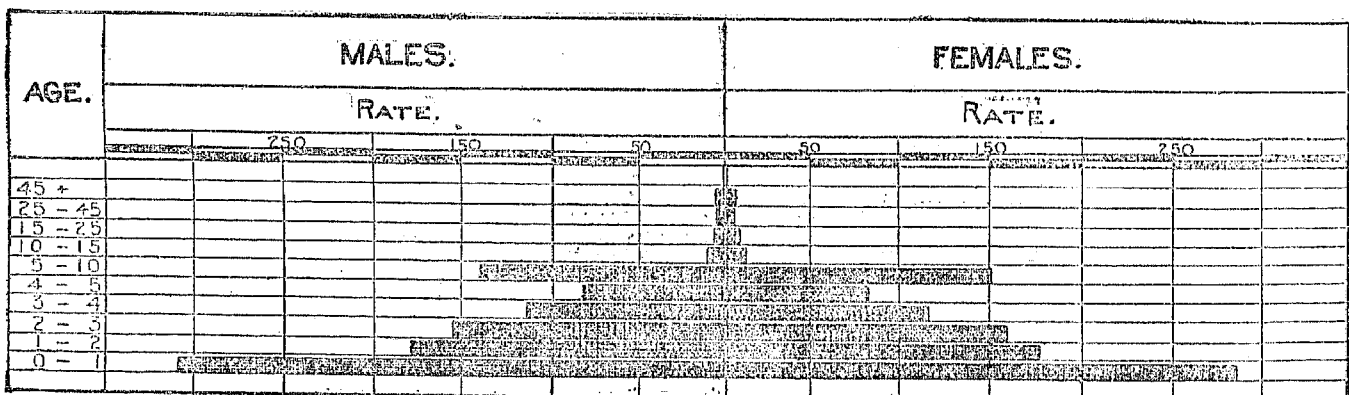 MALES.
FEMALES.
AGE.
RATE.
RATE.
250 150 50 50 150 250
45 +
25 - 45
15 - 25
10 - 15
5 - 10
4 - 5
3 - 4
2 - 3
1 - 2
0 - 1